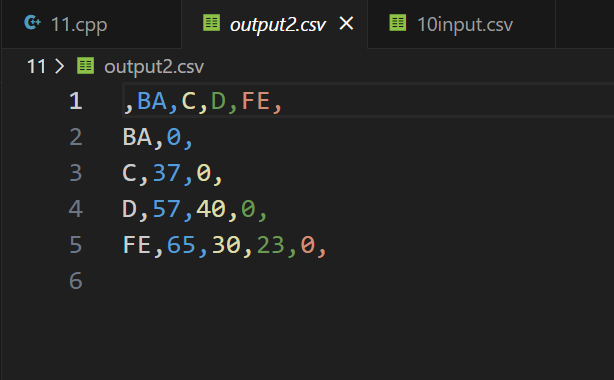 11.cpp output2.csv × 10input.csv
11 > output2.csv
1 ,BA,C,D,FE,
2 BA,0,
3 C,37,0,
4 D,57,40,0,
5 FE,65,30,23,0,
6